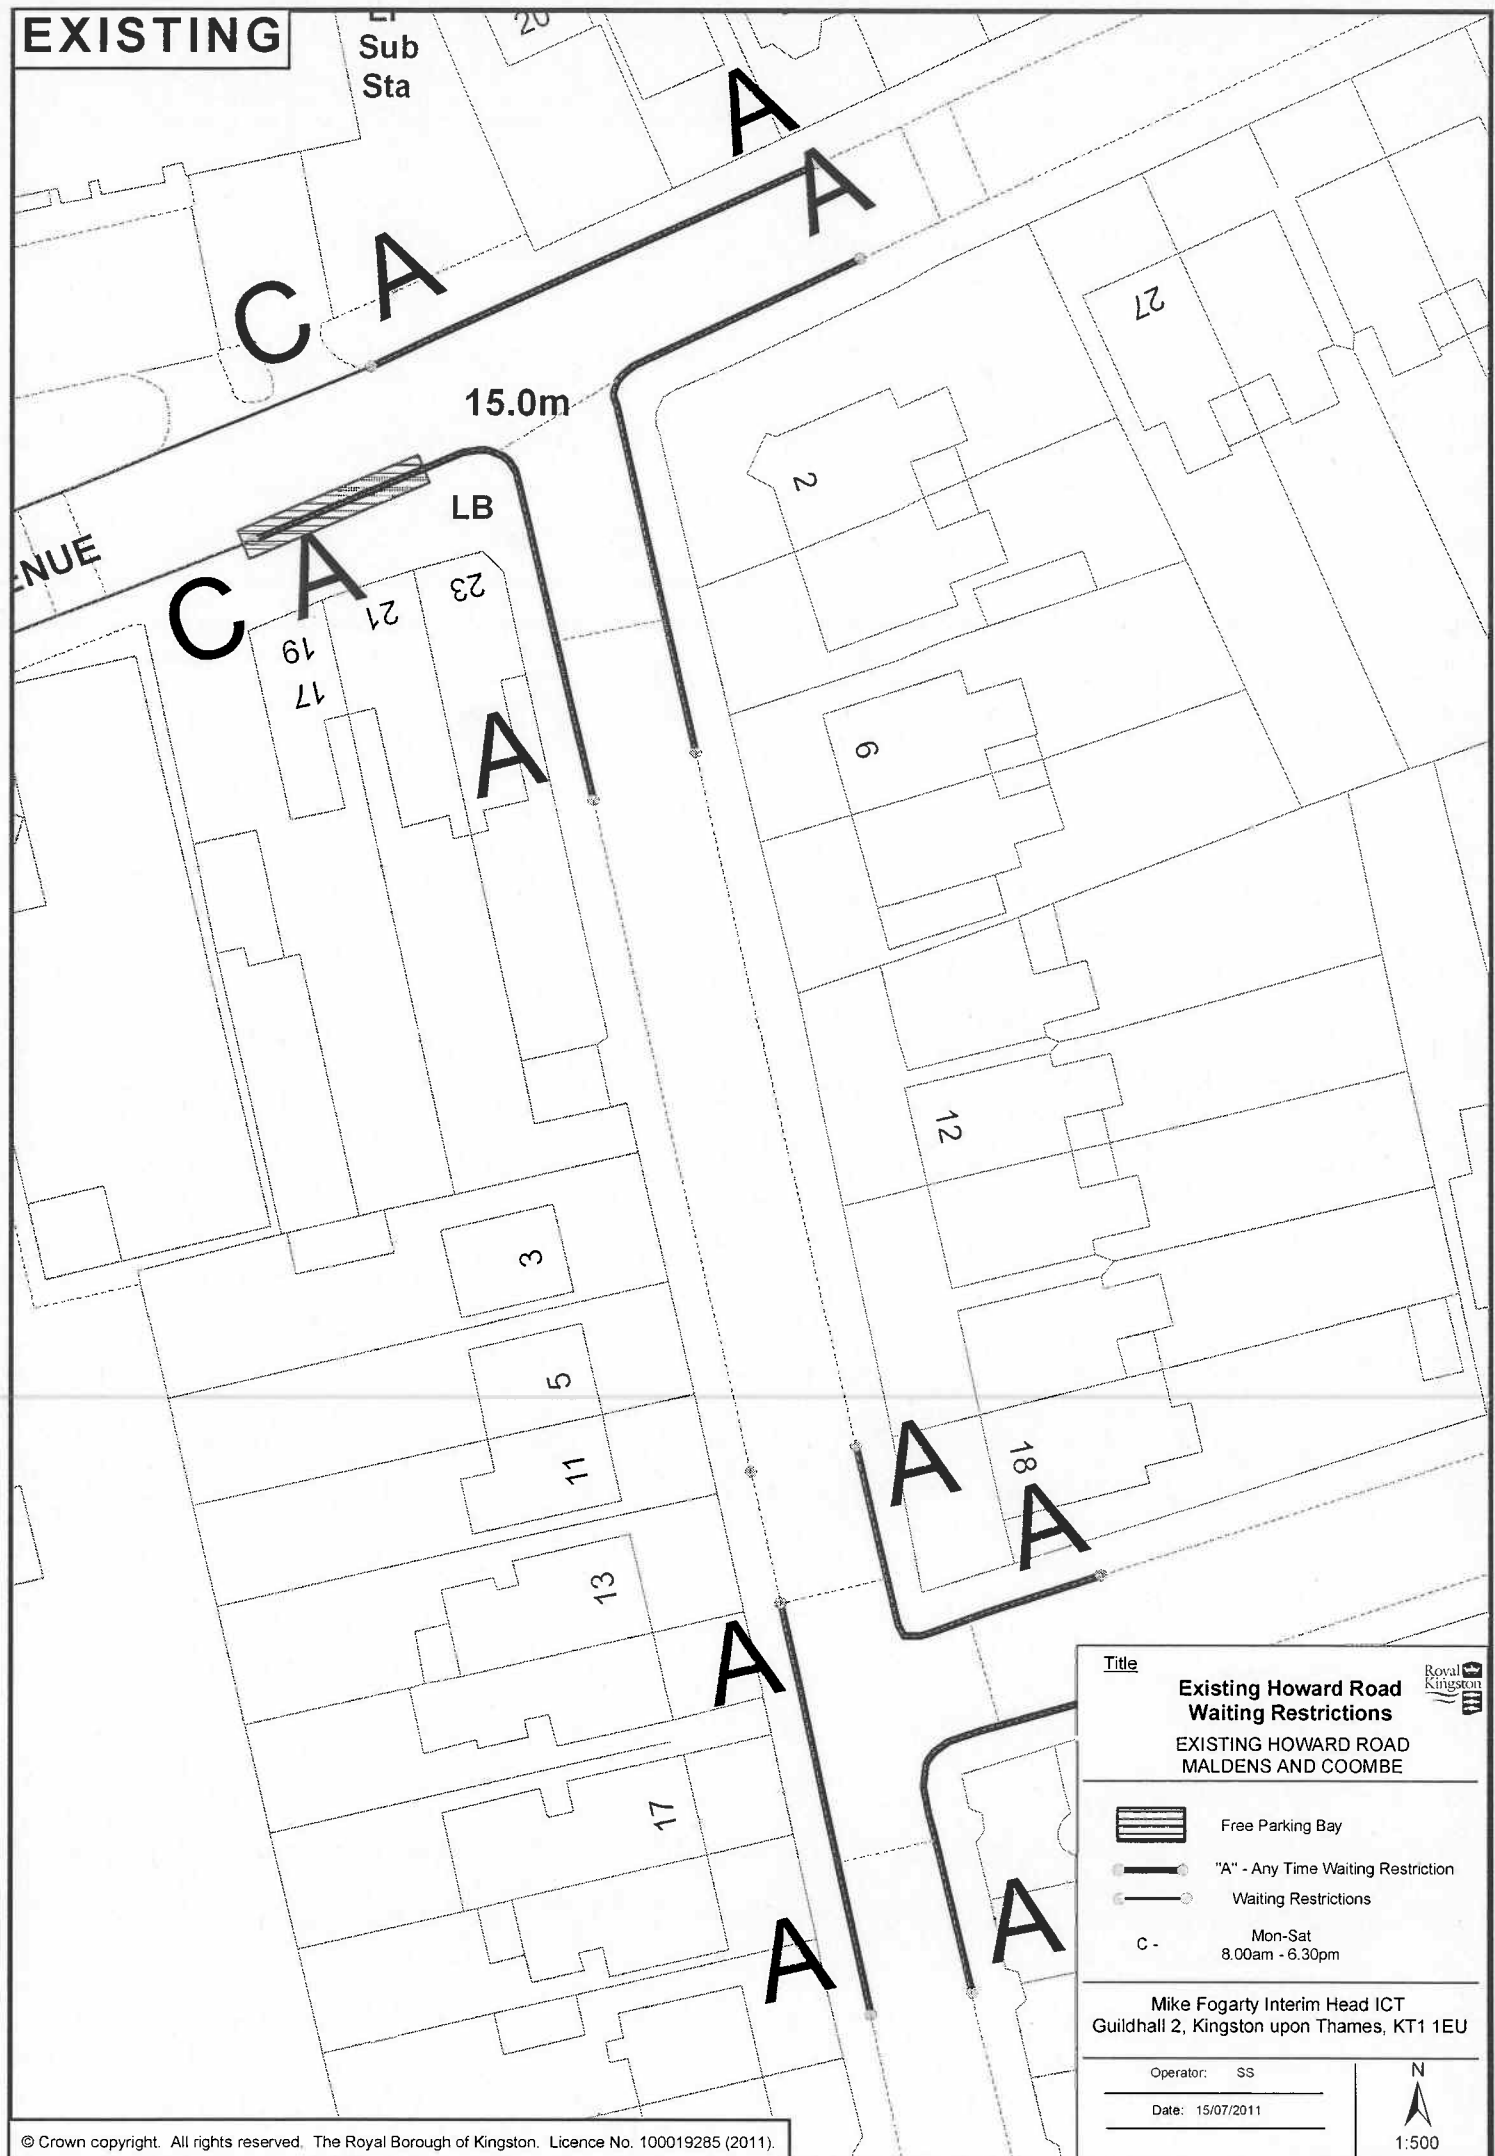 EXISTING
Sub
Sta
20
A
A
A
C
27
15.0m
2
LB
A
C
23
21
19
17
6
A
12
3
5
11
A
18
A
13
A
17
A
A
Title
Existing Howard Road
Waiting Restrictions
Royal
Kingston
EXISTING HOWARD ROAD
MALDENS AND COOMBE
Free Parking Bay
"A" - Any Time Waiting Restriction
Waiting Restrictions
C - Mon-Sat
8.00am - 6.30pm
Mike Fogarty Interim Head ICT
Guildhall 2, Kingston upon Thames, KT1 1EU
Operator: SS
Date: 15/07/2011
N
1:500
© Crown copyright. All rights reserved. The Royal Borough of Kingston. Licence No. 100019285 (2011).